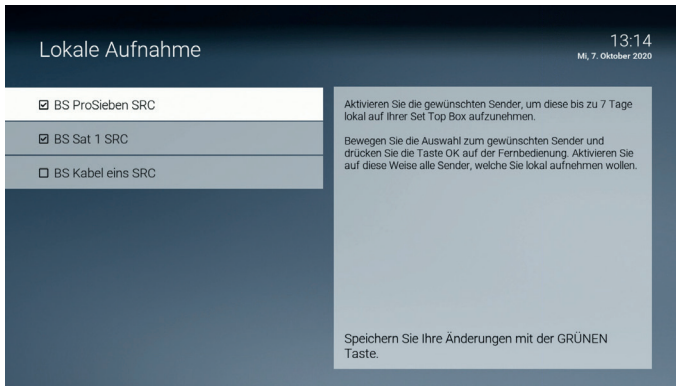 Lokale Aufnahme
13:14
Mi, 7. Oktober 2020
BS ProSieben SRC
BS Sat 1 SRC
BS Kabel eins SRC
Aktivieren Sie die gewünschten Sender, um diese bis zu 7 Tage
lokal auf Ihrer Set Top Box aufzunehmen.
Bewegen Sie die Auswahl zum gewünschten Sender und
drücken Sie die Taste OK auf der Fernbedienung. Aktivieren Sie
auf diese Weise alle Sender, welche Sie lokal aufnehmen wollen.
Speichern Sie Ihre Änderungen mit der GRÜNEN
Taste.